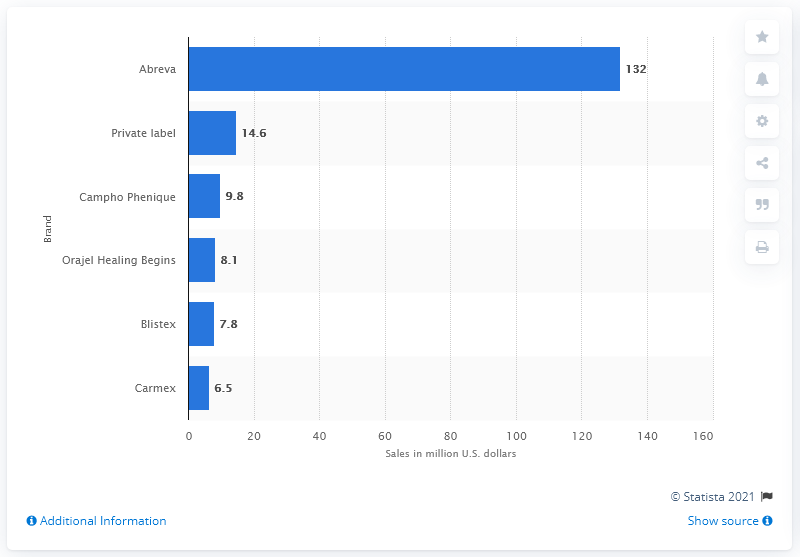 Abreva 132
Private label 14.6
Campho Phenique 9.8
Orajel Healing Begins 8.1
Blistex 7.8
Carmex 6.5
Brand
0 20 40 60 80 100 120 140 160
Sales in million U.S. dollars
© Statista 2021
Additional Information
Show source